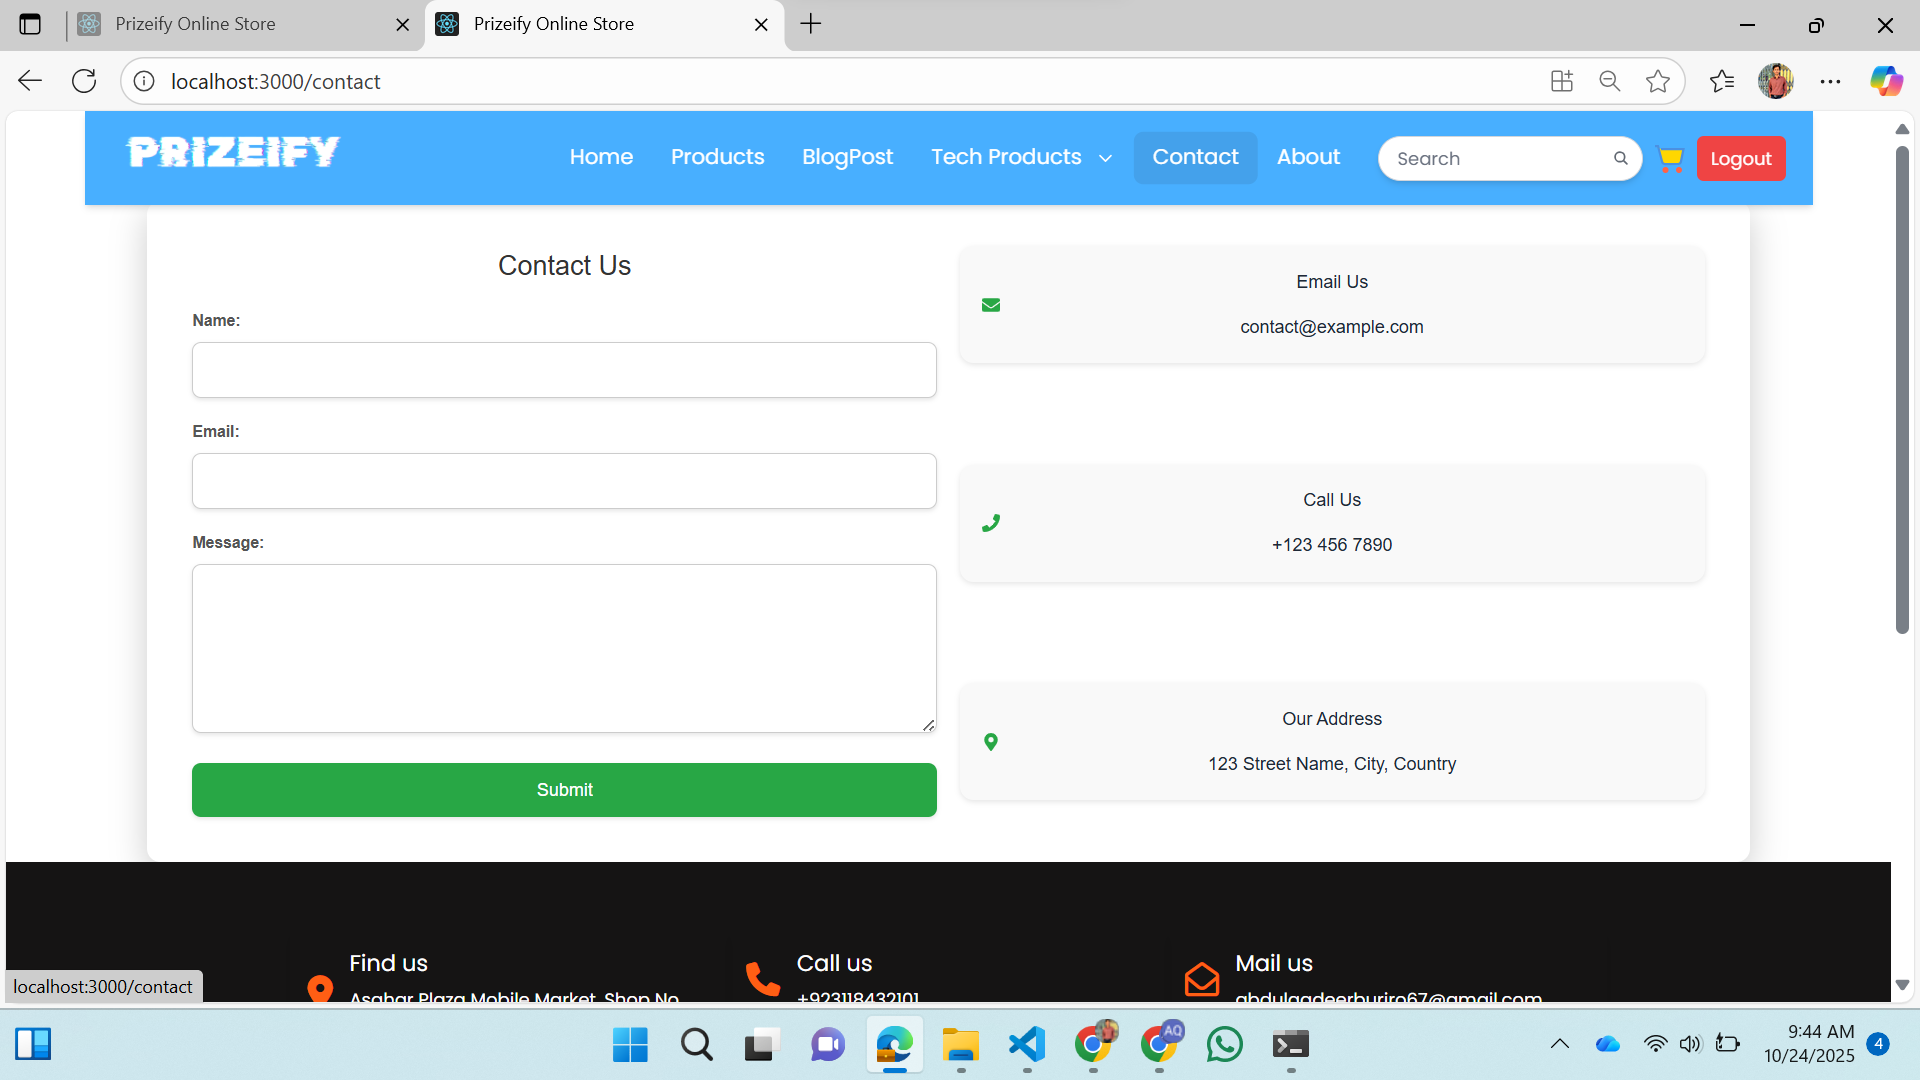 Prizeify Online Store
Prizeify Online Store
localhost:3000/contact
PRIZEIFY
Home
Products
BlogPost
Tech Products
Contact
About
Search
Logout
Contact Us
Name:
Email:
Message:
Submit
Email Us
contact@example.com
Call Us
+123 456 7890
Our Address
123 Street Name, City, Country
Find us
Asghar Plaza Mobile Market, Shop No
Call us
+923118432101
Mail us
abdulqadeerburiro67@gmail.com
localhost:3000/contact
AQ
9:44 AM
10/24/2025
4